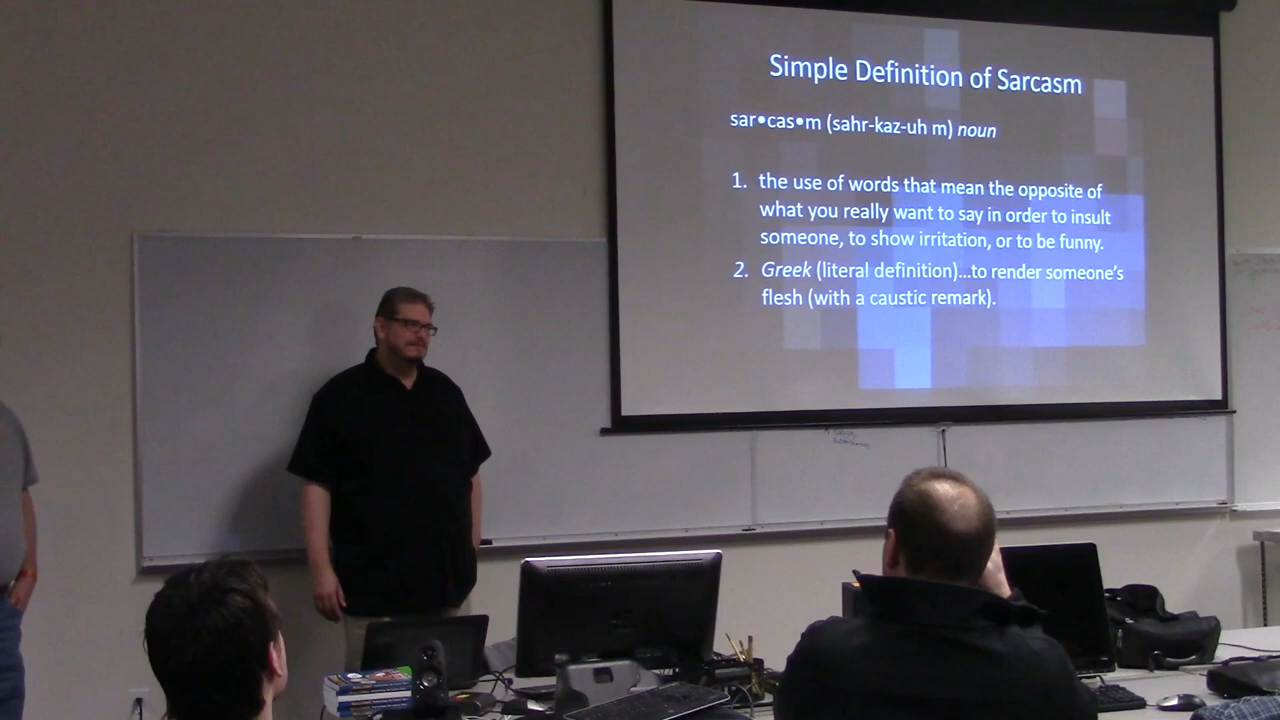 Simple Definition of Sarcasm
sar•cas•m (sahr-kaz-uh m) noun
1. the use of words that mean the opposite of
what you really want to say in order to insult
someone, to show irritation, or to be funny.
2. Greek (literal definition)...to render someone's
flesh (with a caustic remark).